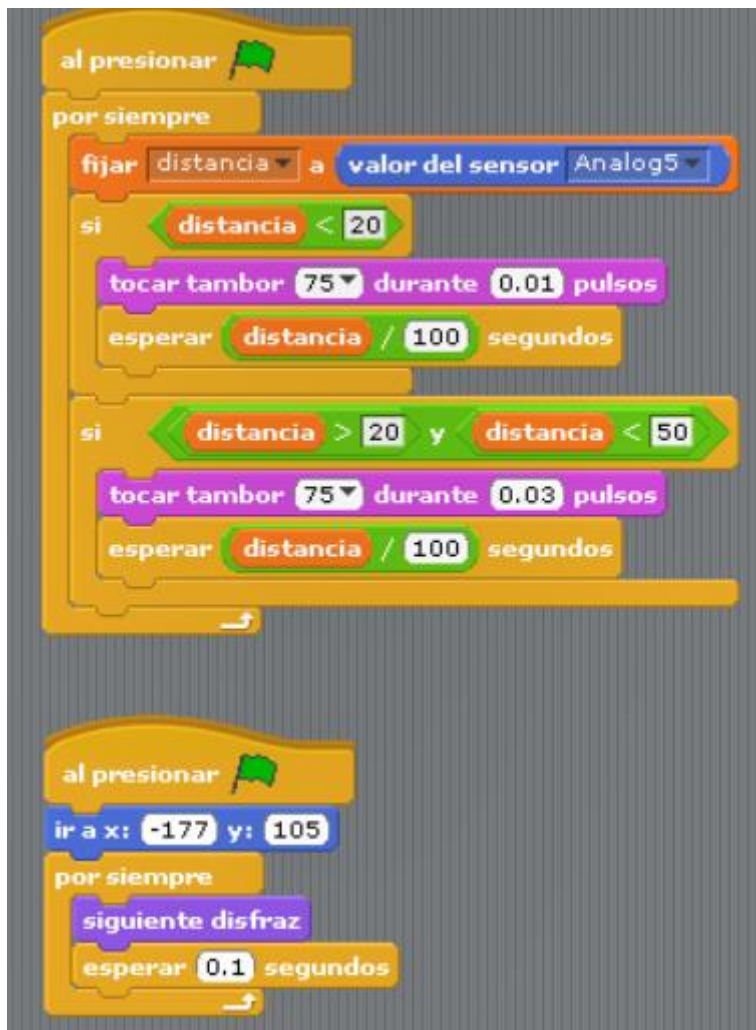 al presionar
por siempre
fijar distancia a valor del sensor Analog5
si distancia < 20
tocar tambor 75 durante 0.01 pulsos
esperar distancia / 100 segundos
si distancia > 20 y distancia < 50
tocar tambor 75 durante 0.03 pulsos
esperar distancia / 100 segundos
al presionar
ir a x: -177 y: 105
por siempre
siguiente disfraz
esperar 0.1 segundos